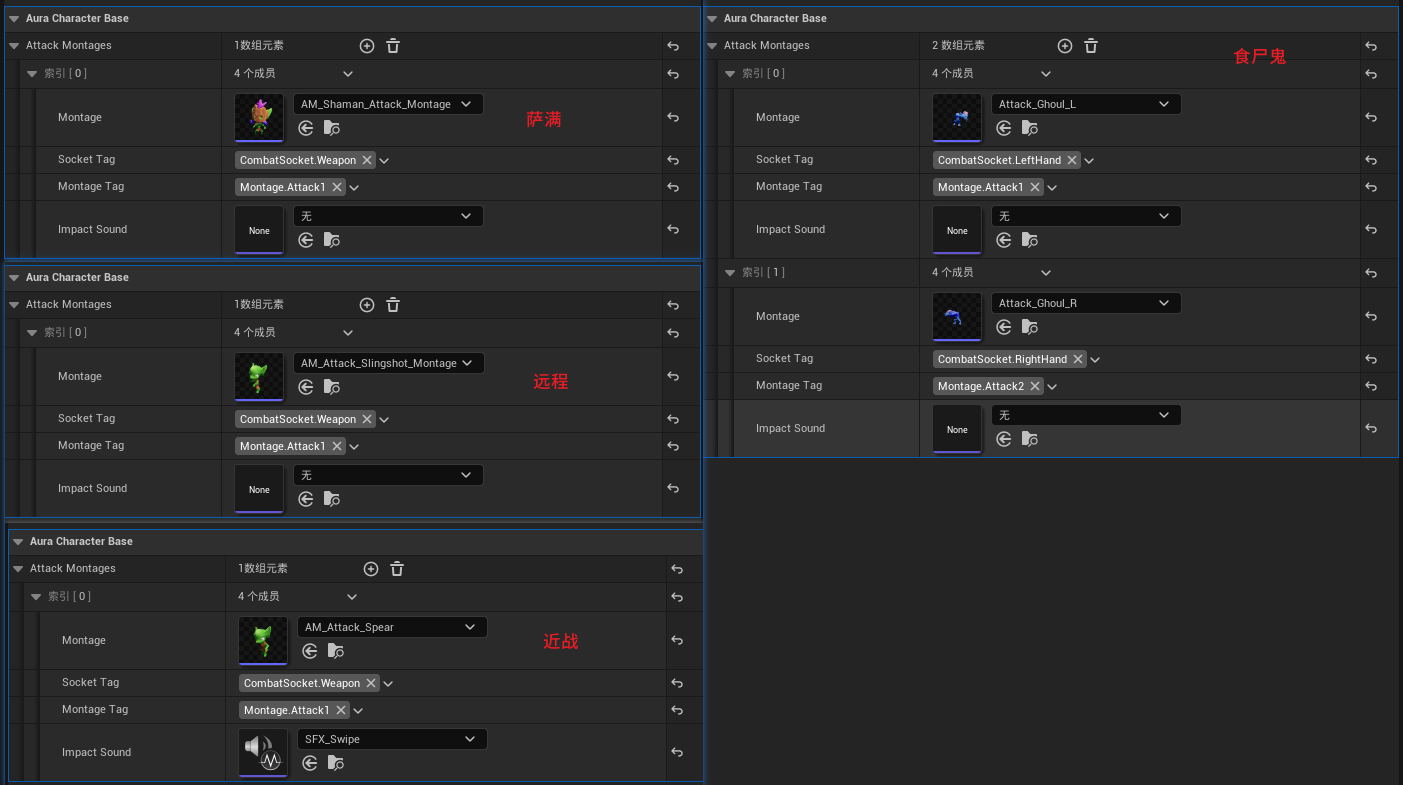 Aura Character Base
Attack Montages 1数组元素
索引 [ 0 ] 4 个成员
Montage AM_Shaman_Attack_Montage 萨满
Socket Tag CombatSocket.Weapon
Montage Tag Montage.Attack1
Impact Sound None 无
Aura Character Base
Attack Montages 1数组元素
索引 [ 0 ] 4 个成员
Montage AM_Attack_Slingshot_Montage 远程
Socket Tag CombatSocket.Weapon
Montage Tag Montage.Attack1
Impact Sound None 无
Aura Character Base
Attack Montages 1数组元素
索引 [ 0 ] 4 个成员
Montage AM_Attack_Spear 近战
Socket Tag CombatSocket.Weapon
Montage Tag Montage.Attack1
Impact Sound SFX_Swipe
Aura Character Base
Attack Montages 2 数组元素 食尸鬼
索引 [ 0 ] 4 个成员
Montage Attack_Ghoul_L
Socket Tag CombatSocket.LeftHand
Montage Tag Montage.Attack1
Impact Sound None 无
索引 [ 1 ] 4 个成员
Montage Attack_Ghoul_R
Socket Tag CombatSocket.RightHand
Montage Tag Montage.Attack2
Impact Sound None 无